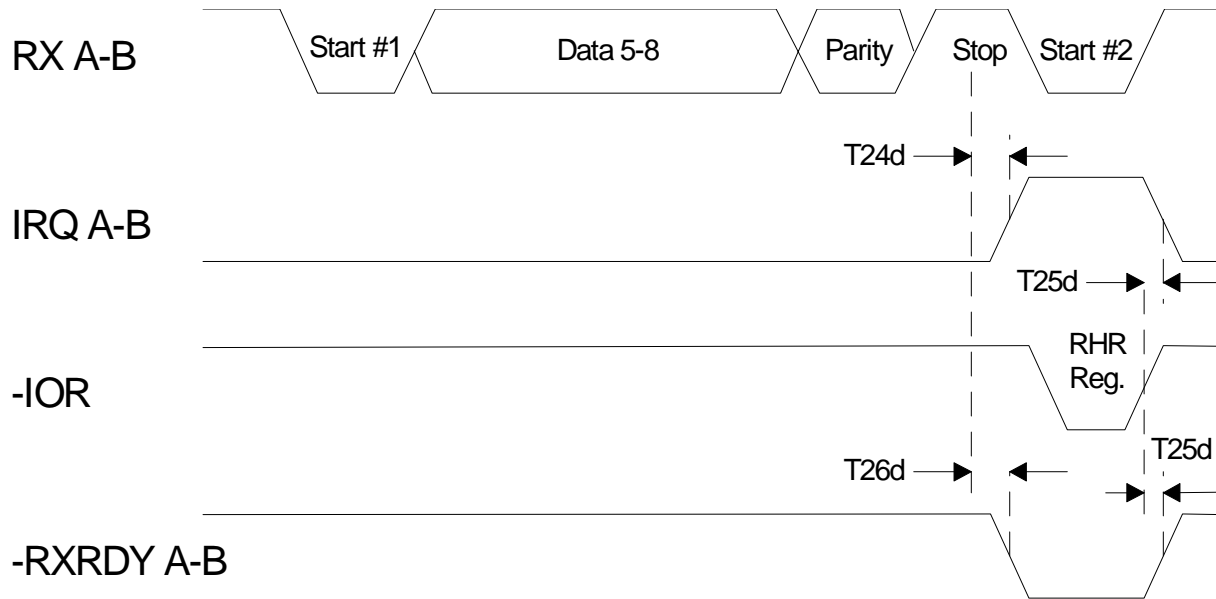 RX A-B
Start #1
Data 5-8
Parity
Stop
Start #2
T24d
IRQ A-B
T25d
-IOR
RHR
Reg.
T26d
T25d
-RXRDY A-B